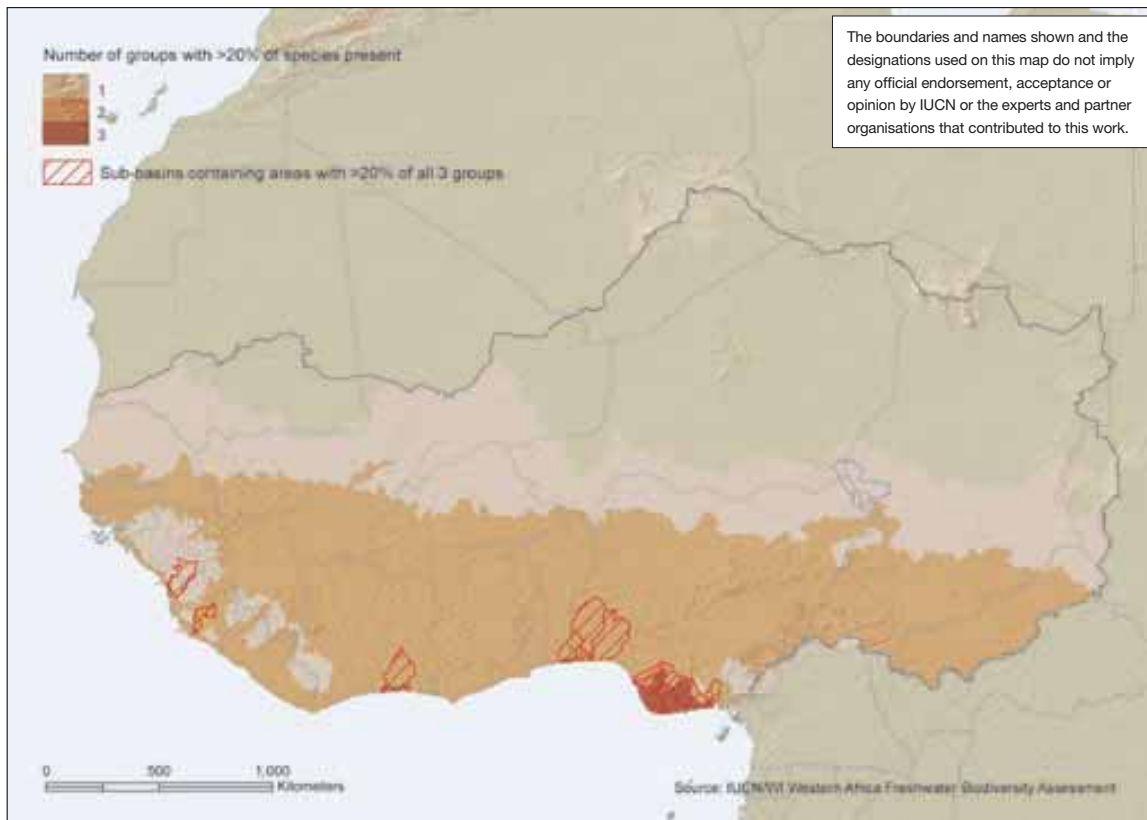 Number of groups with >20% of species present
1
2
3
Sub-basins containing areas with >20% of all 3 groups
The boundaries and names shown and the
designations used on this map do not imply
any official endorsement, acceptance or
opinion by IUCN or the experts and partner
organisations that contributed to this work.
0 500 1,000
Kilometers
Source: IUCN/WI Western Africa Freshwater Biodiversity Assessment